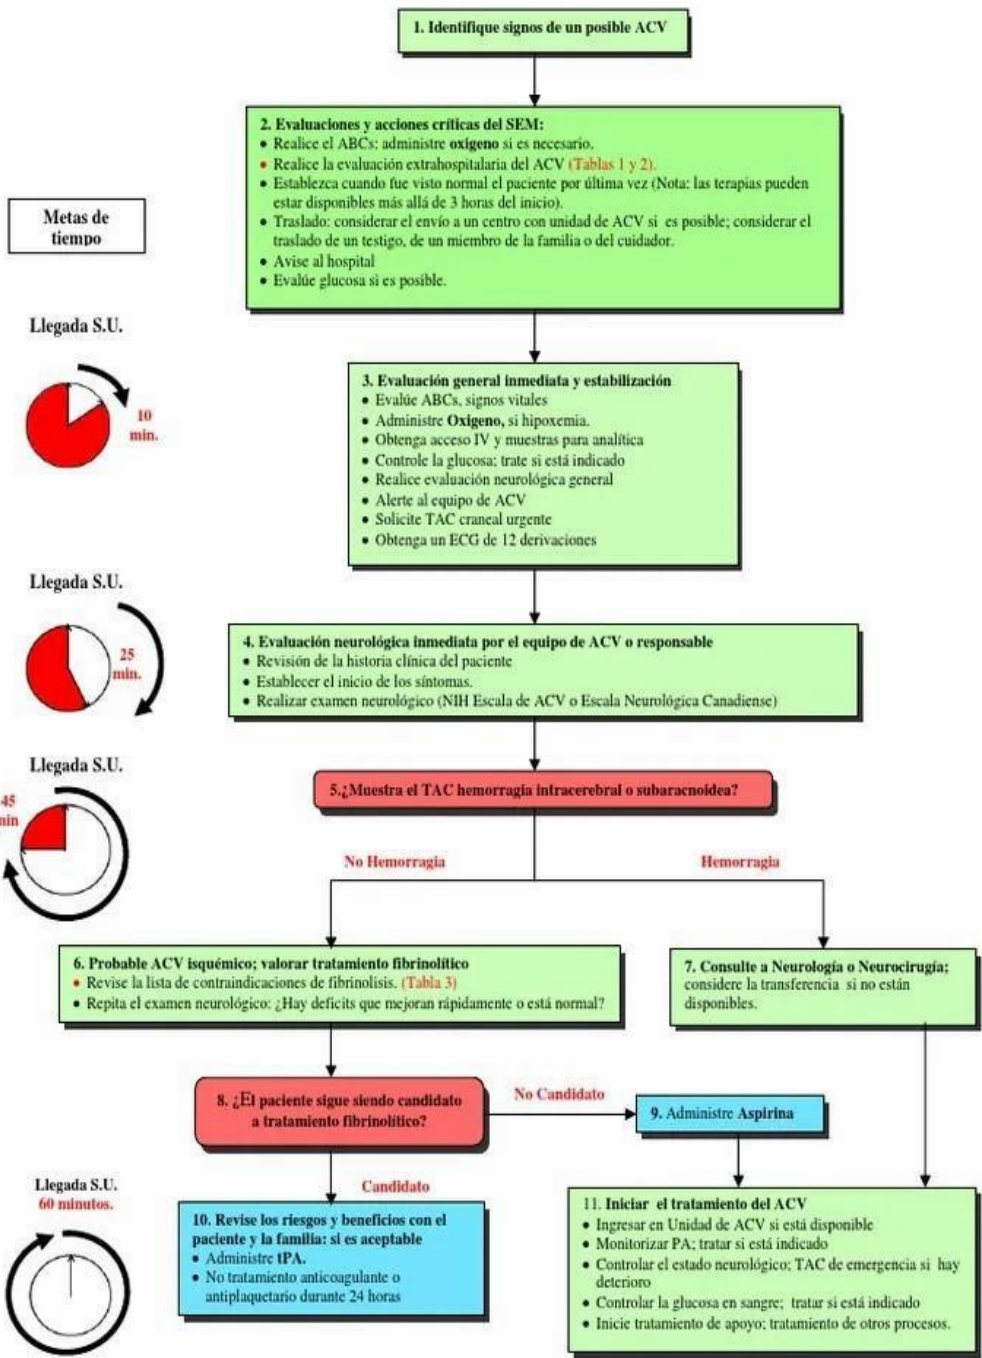 1. Identifique signos de un posible ACV
2. Evaluaciones y acciones críticas del SEM:
• Realice el ABCs; administre oxigeno si es necesario.
• Realice la evaluación extrahospitalaria del ACV (Tablas 1 y 2).
• Establezca cuando fue visto normal el paciente por última vez (Nota: las terapias pueden
estar disponibles más allá de 3 horas del inicio).
• Traslado: considerar el envío a un centro con unidad de ACV si es posible; considerar el
traslado de un testigo, de un miembro de la familia o del cuidador.
• Avise al hospital
• Evalúe glucosa si es posible.
Metas de
tiempo
Llegada S.U.
10
min.
3. Evaluación general inmediata y estabilización
• Evalúe ABCs, signos vitales
• Administre Oxigeno, si hipoxemia.
• Obtenga acceso IV y muestras para analítica
• Controle la glucosa; trate si está indicado
• Realice evaluación neurológica general
• Alerte al equipo de ACV
• Solicite TAC craneal urgente
• Obtenga un ECG de 12 derivaciones
Llegada S.U.
25
min.
4. Evaluación neurológica inmediata por el equipo de ACV o responsable
• Revisión de la historia clínica del paciente
• Establecer el inicio de los síntomas.
• Realizar examen neurológico (NIH Escala de ACV o Escala Neurológica Canadiense)
Llegada S.U.
45
min
5.¿Muestra el TAC hemorragia intracerebral o subaracnoidea?
No Hemorragia
Hemorragia
6. Probable ACV isquémico; valorar tratamiento fibrinolítico
• Revise la lista de contraindicaciones de fibrinolisis. (Tabla 3)
• Repita el examen neurológico: ¿Hay deficits que mejoran rápidamente o está normal?
7. Consulte a Neurología o Neurocirugía;
considere la transferencia si no están
disponibles.
8. ¿El paciente sigue siendo candidato
a tratamiento fibrinolítico?
No Candidato
9. Administre Aspirina
Candidato
Llegada S.U.
60 minutos.
10. Revise los riesgos y beneficios con el
paciente y la familia: si es aceptable
• Administre tPA.
• No tratamiento anticoagulante o
antiplaquetario durante 24 horas
11. Iniciar el tratamiento del ACV
• Ingresar en Unidad de ACV si está disponible
• Monitorizar PA; tratar si está indicado
• Controlar el estado neurológico; TAC de emergencia si hay
deterioro
• Controlar la glucosa en sangre; tratar si está indicado
• Inicie tratamiento de apoyo; tratamiento de otros procesos.